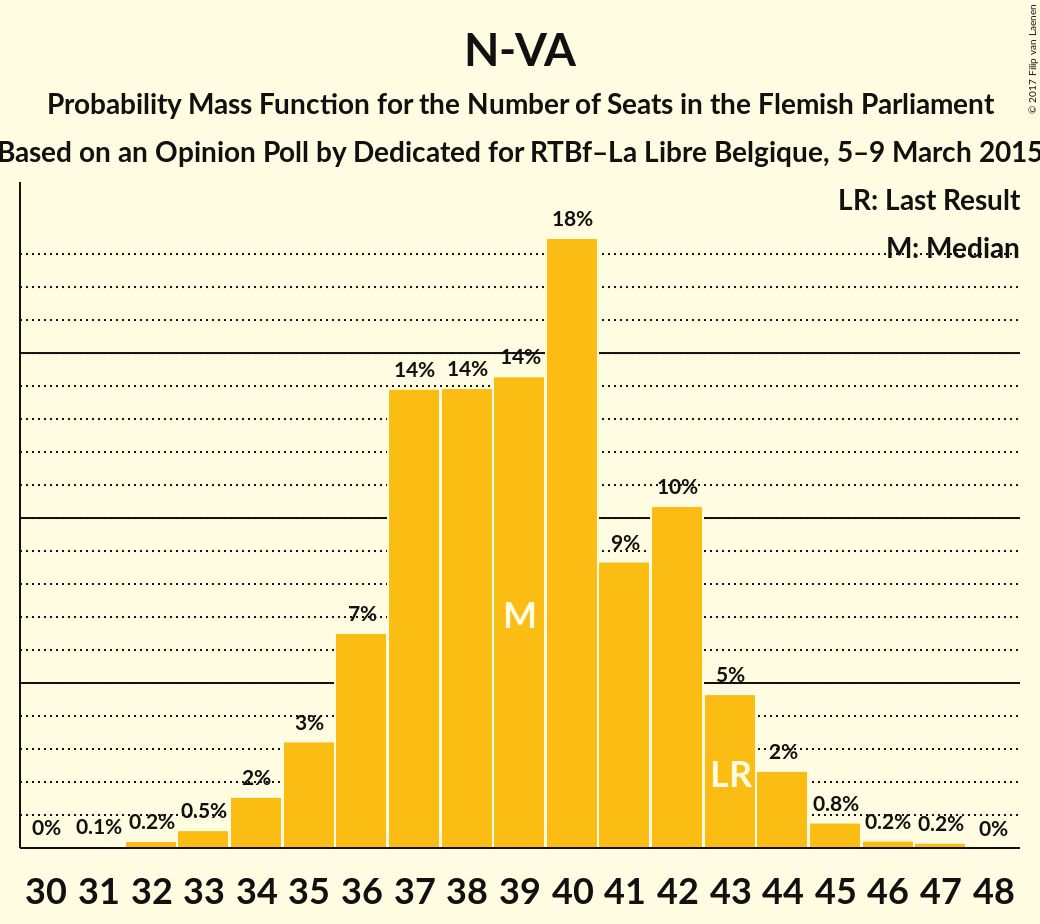 N-VA
Probability Mass Function for the Number of Seats in the Flemish Parliament
Based on an Opinion Poll by Dedicated for RTBf–La Libre Belgique, 5–9 March 2015
© 2017 Filip van Laenen
LR: Last Result
M: Median
0% 0.1% 0.2% 0.5% 2% 3% 7% 14% 14% 14% 18% 9% 10% 5% 2% 0.8% 0.2% 0.2% 0%
M
LR
30 31 32 33 34 35 36 37 38 39 40 41 42 43 44 45 46 47 48